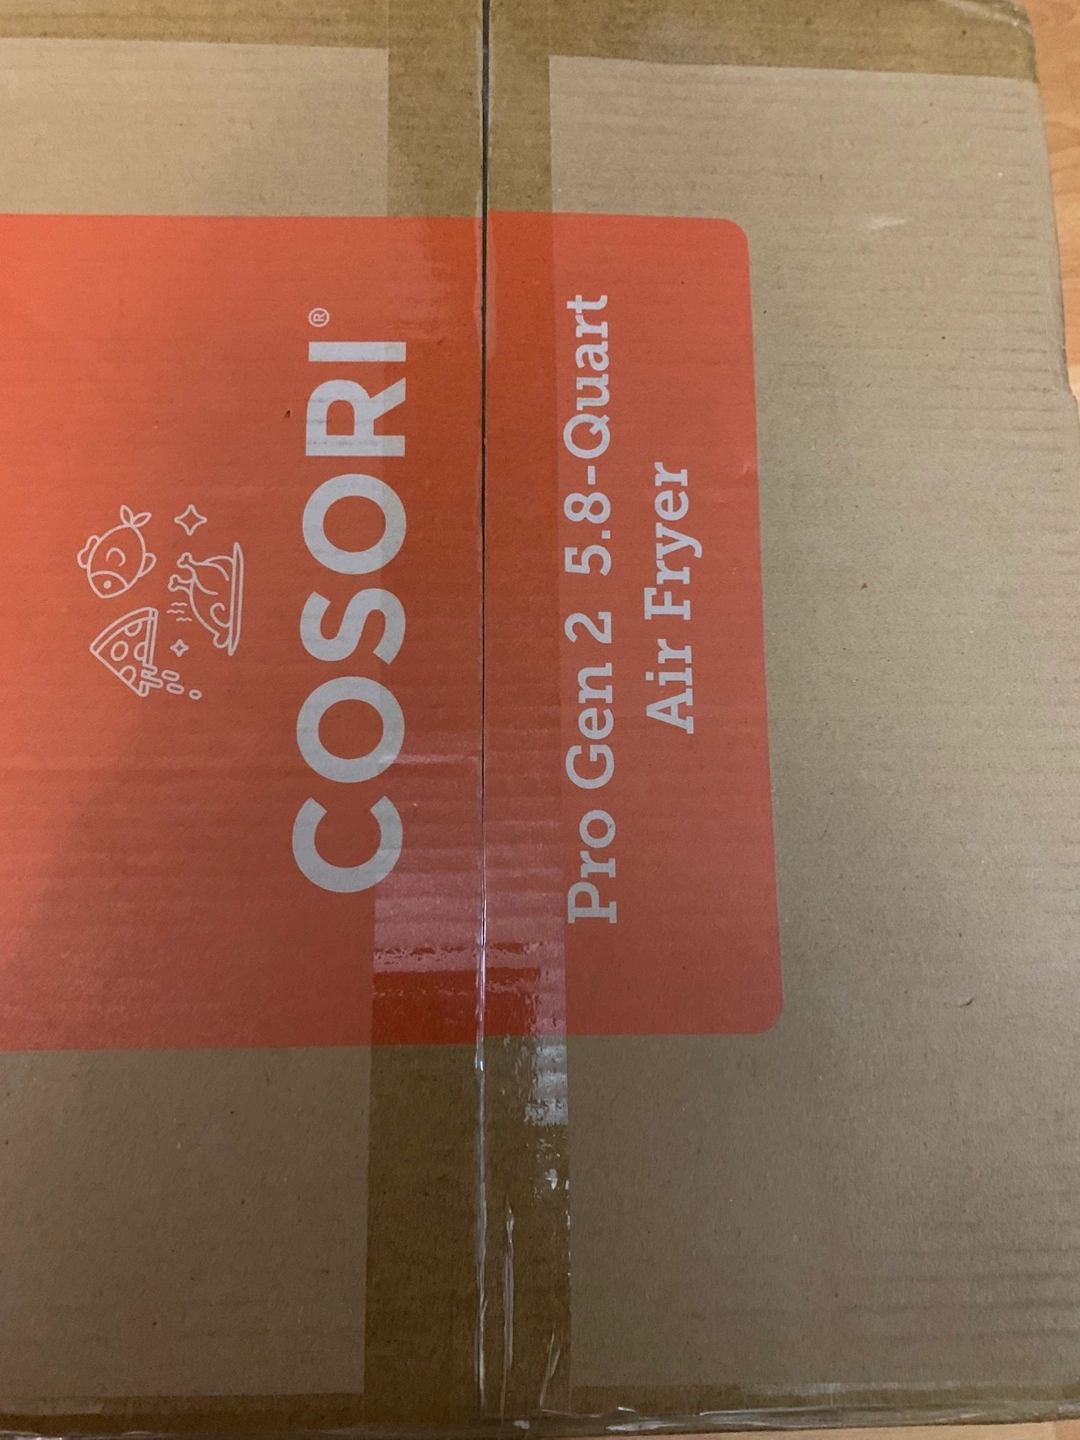 COSORI®
Pro Gen 2 5.8-Quart
Air Fryer